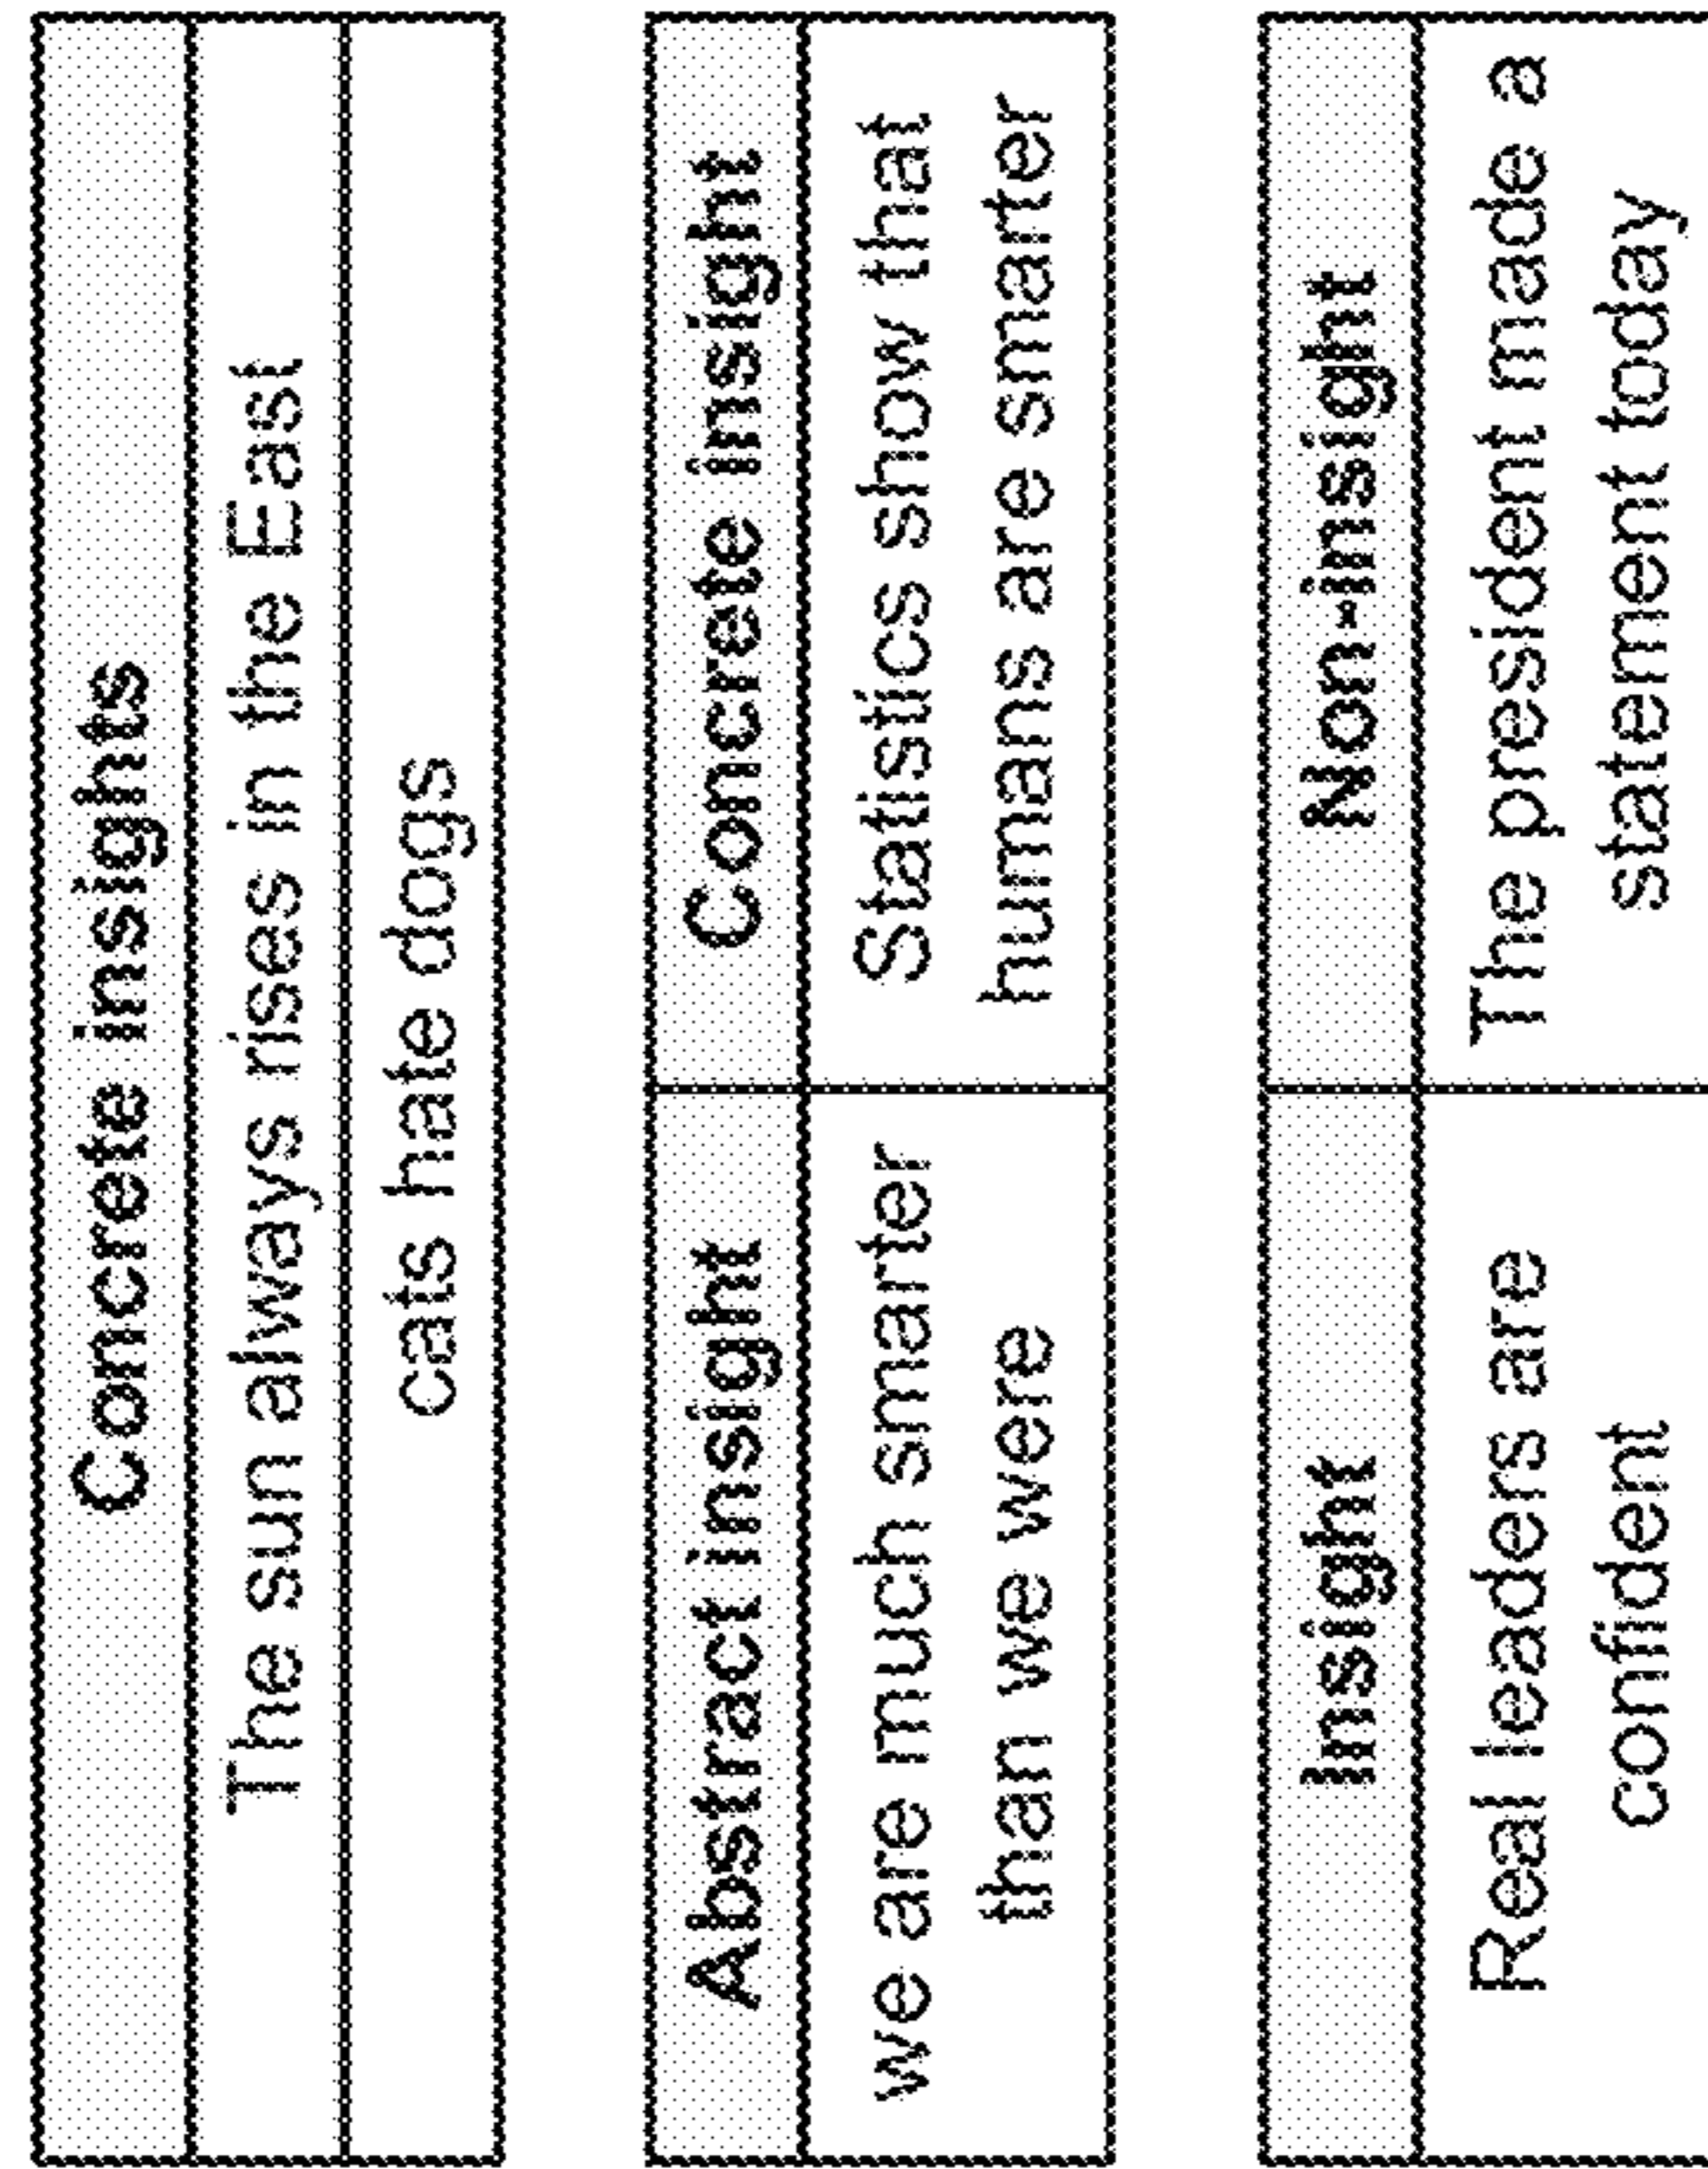 Concrete insights
The sun always rises in the East
cats hate dogs
Abstract insight
Concrete insight
we are much smarter
than we were
Statistics show that
humans are smarter
Insight
Non-insight
Real leaders are
confident
The president made a
statement today